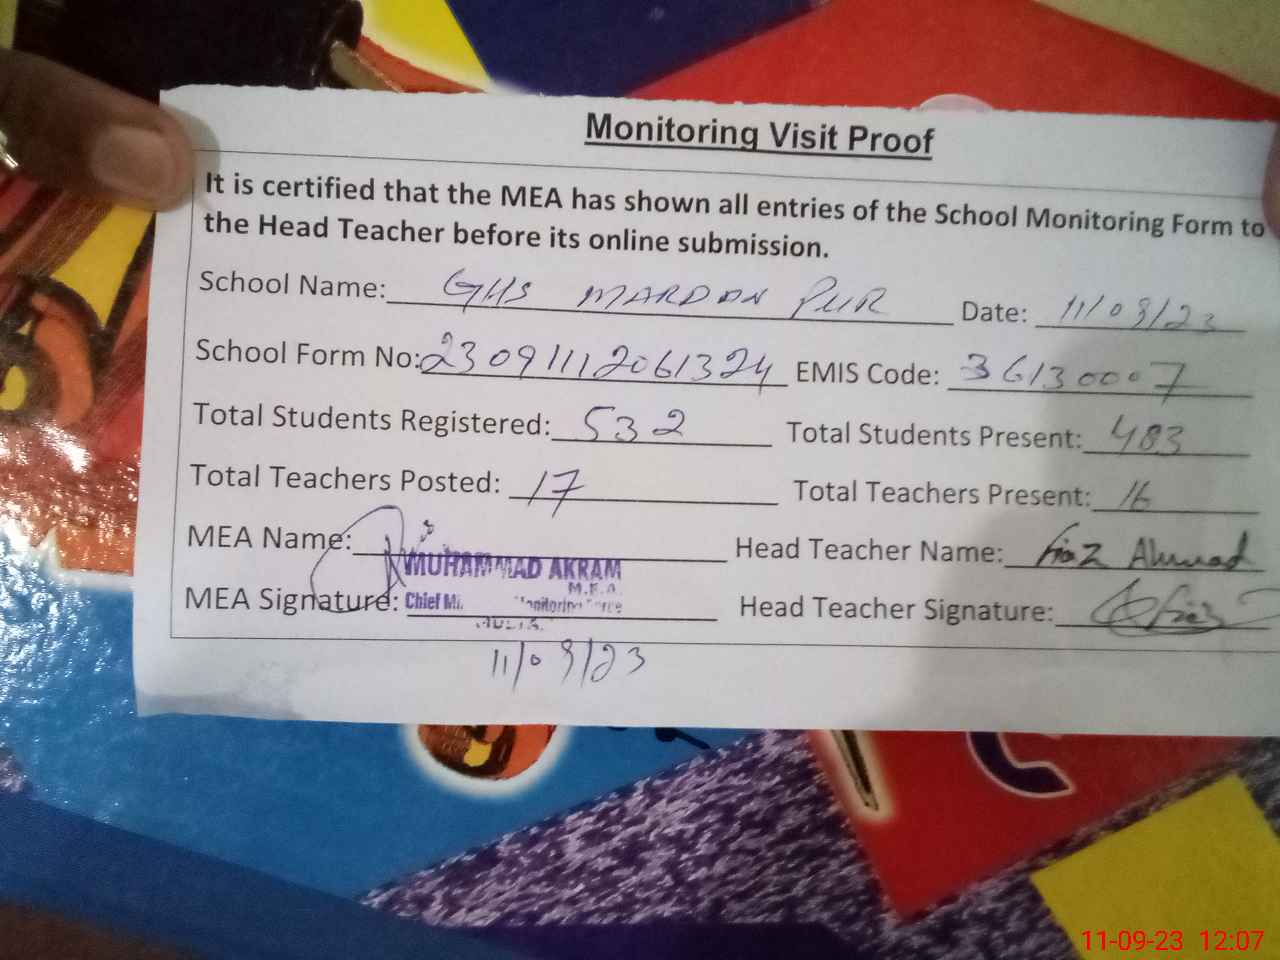 Monitoring Visit Proof
It is certified that the MEA has shown all entries of the School Monitoring Form to
the Head Teacher before its online submission.
School Name: GHS MARDAN PUR Date: 11/09/23
School Form No: 230911112061324 EMIS Code: 36130007
Total Students Registered: 532 Total Students Present: 483
Total Teachers Posted: 17 Total Teachers Present: 16
MEA Name: Head Teacher Name: Fiaz Ahmad
MUHAMMAD AKRAM
M.E.A.
MEA Signature: Chief Head Teacher Signature:
11/09/23
11-09-23 12:07